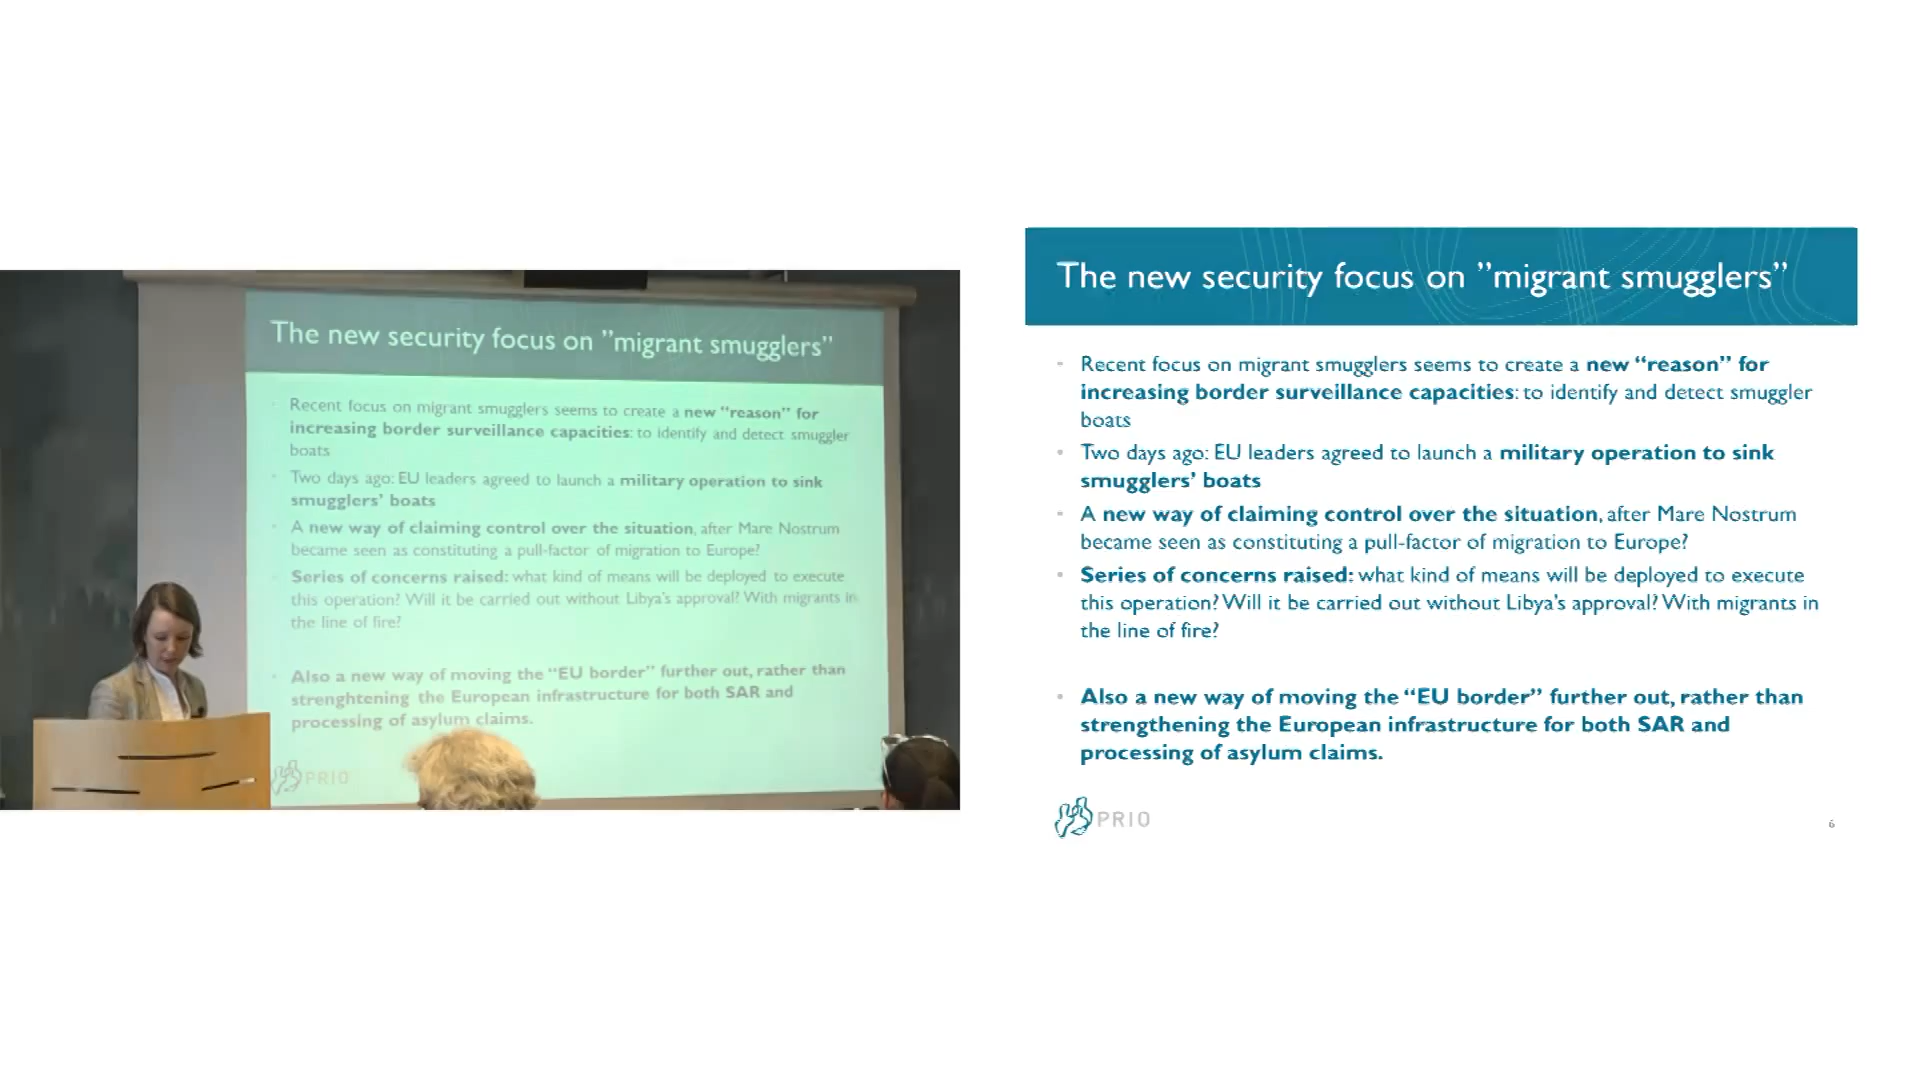 The new security focus on ”migrant smugglers”
Recent focus on migrant smugglers seems to create a new “reason” for
increasing border surveillance capacities: to identify and detect smuggler
boats
Two days ago: EU leaders agreed to launch a military operation to sink
smugglers’ boats
A new way of claiming control over the situation, after Mare Nostrum
became seen as constituting a pull-factor of migration to Europe?
Series of concerns raised: what kind of means will be deployed to execute
this operation? Will it be carried out without Libya’s approval? With migrants in
the line of fire?
Also a new way of moving the “EU border” further out, rather than
strenghtening the European infrastructure for both SAR and
processing of asylum claims.
PRIO
The new security focus on ”migrant smugglers”
- Recent focus on migrant smugglers seems to create a new “reason” for
increasing border surveillance capacities: to identify and detect smuggler
boats
• Two days ago: EU leaders agreed to launch a military operation to sink
smugglers’ boats
- A new way of claiming control over the situation, after Mare Nostrum
became seen as constituting a pull-factor of migration to Europe?
• Series of concerns raised: what kind of means will be deployed to execute
this operation? Will it be carried out without Libya’s approval? With migrants in
the line of fire?
• Also a new way of moving the “EU border” further out, rather than
strengthening the European infrastructure for both SAR and
processing of asylum claims.
PRIO
6